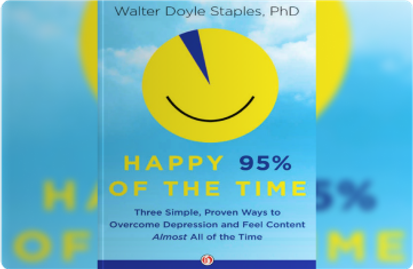 Walter Doyle Staples, PhD
HAPPY 95%
OF THE TIME
Three Simple, Proven Ways to
Overcome Depression and Feel Content
Almost All of the Time